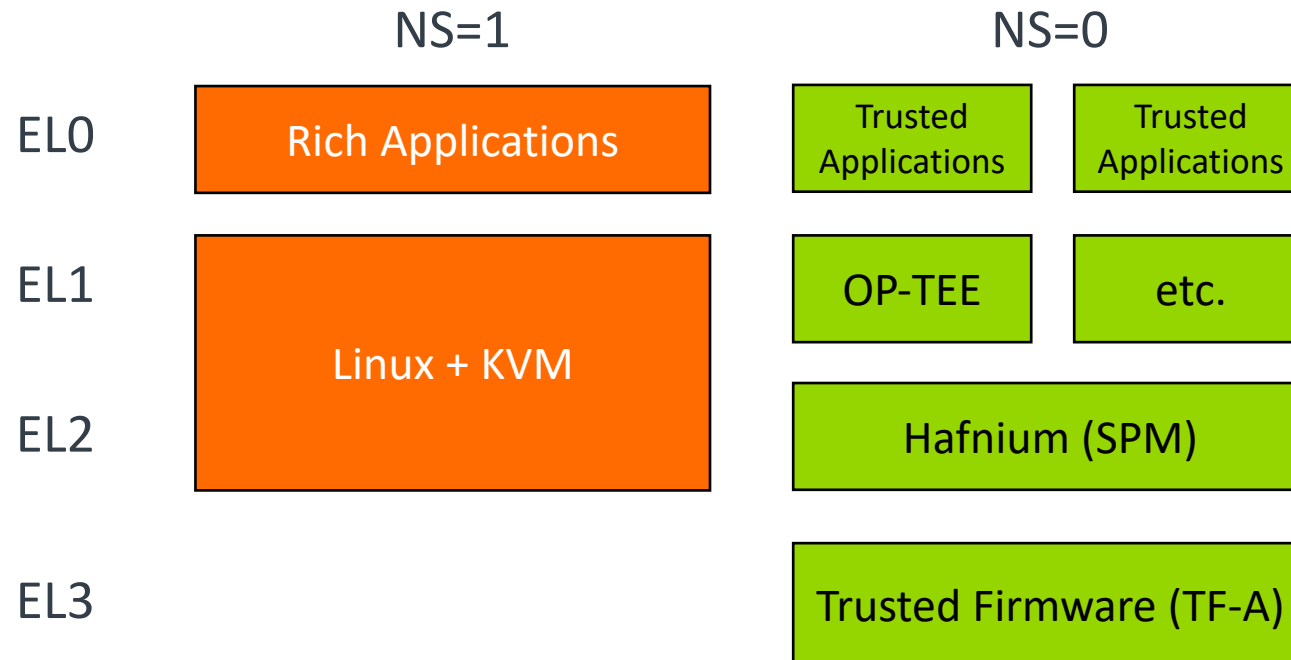 NS=1 NS=0
EL0 Rich Applications Trusted Trusted
Applications Applications
EL1 OP-TEE etc.
Linux + KVM
EL2 Hafnium (SPM)
EL3 Trusted Firmware (TF-A)